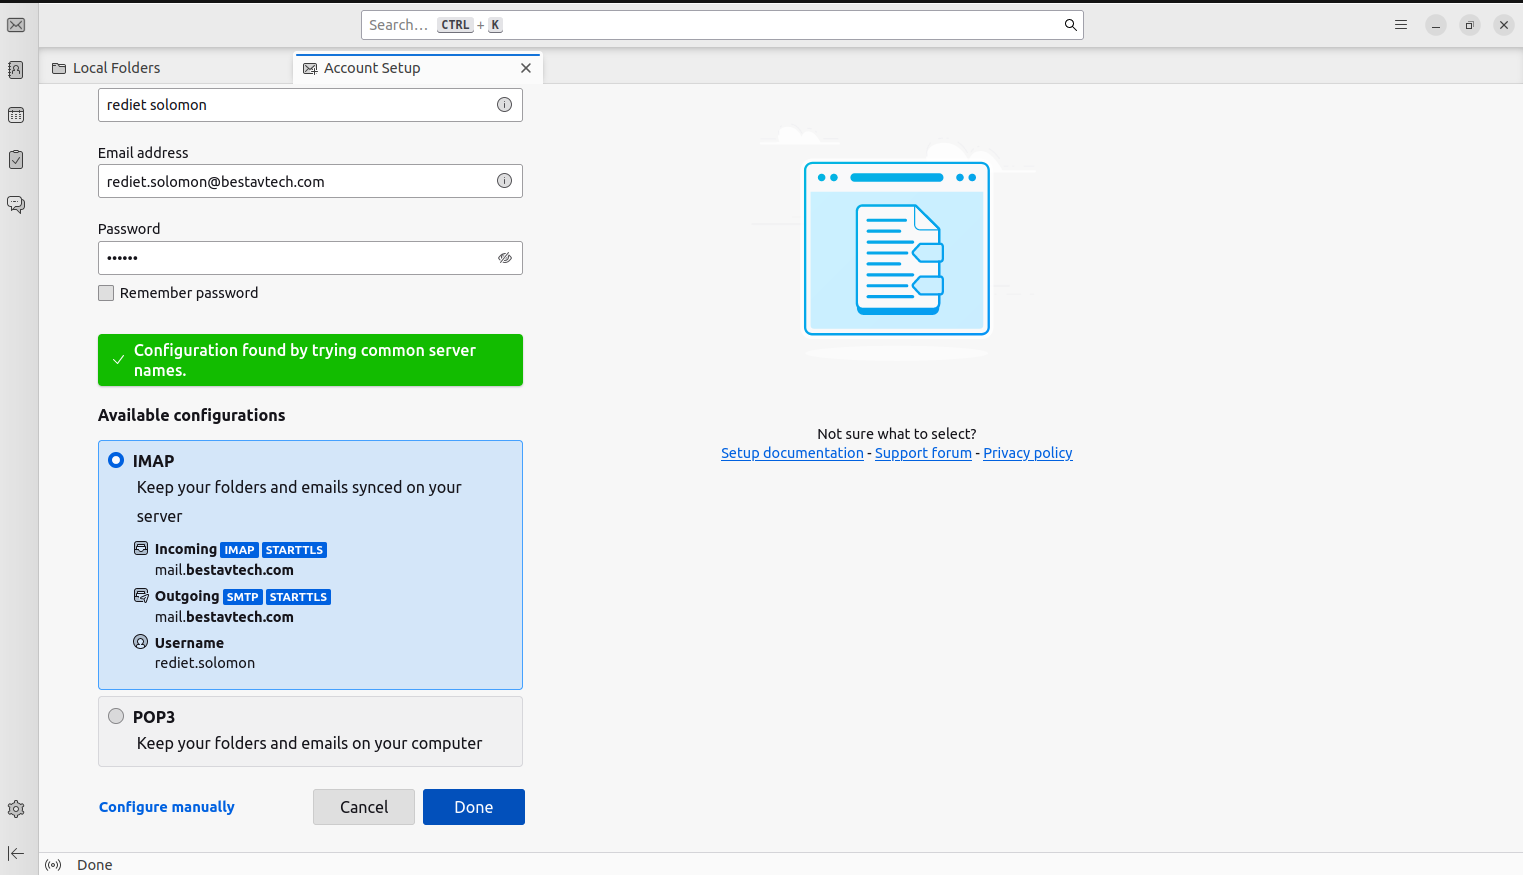 Search… CTRL + K
Local Folders
Account Setup
rediet solomon
Email address
rediet.solomon@bestavtech.com
Password
••••••
Remember password
Configuration found by trying common server
names.
Available configurations
IMAP
Keep your folders and emails synced on your
server
Incoming IMAP STARTTLS
mail.bestavtech.com
Outgoing SMTP STARTTLS
mail.bestavtech.com
Username
rediet.solomon
POP3
Keep your folders and emails on your computer
Configure manually
Cancel
Done
Not sure what to select?
Setup documentation - Support forum - Privacy policy
Done